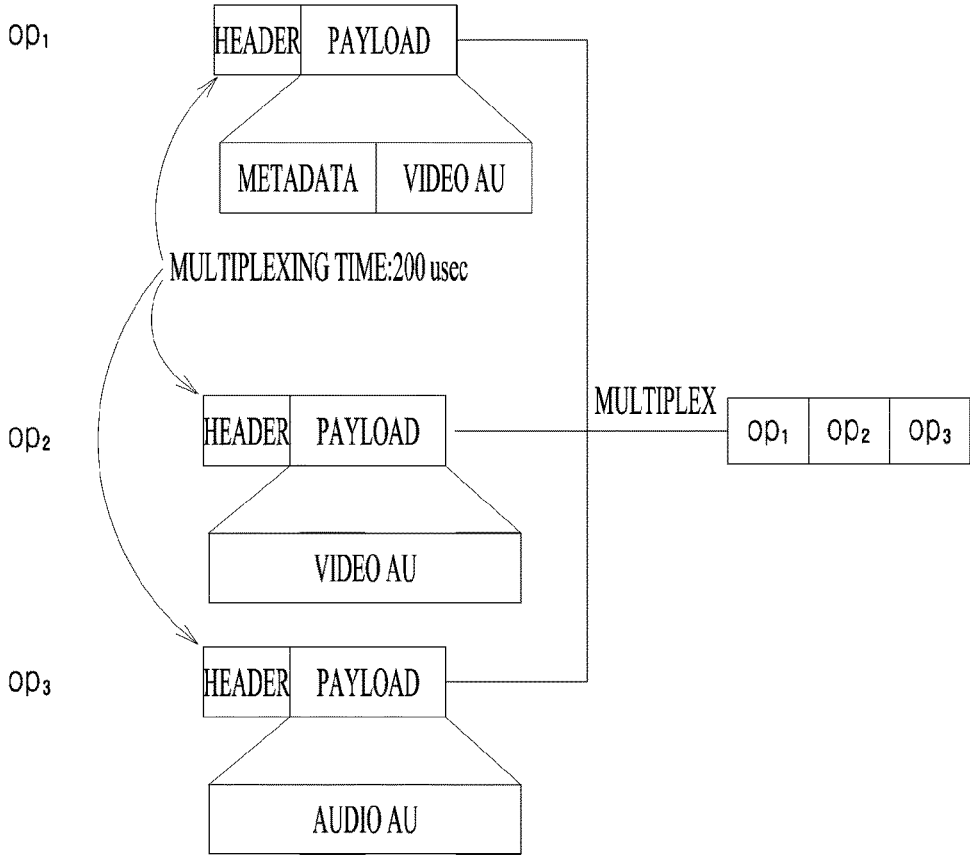 op₁
HEADER PAYLOAD
METADATA VIDEO AU
MULTIPLEXING TIME:200 usec
op₂
HEADER PAYLOAD
MULTIPLEX
op₁ op₂ op₃
VIDEO AU
op₃
HEADER PAYLOAD
AUDIO AU